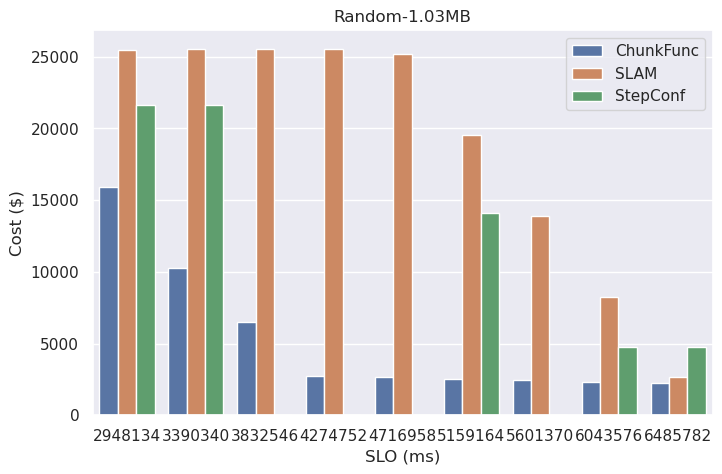 Random-1.03MB
ChunkFunc
SLAM
StepConf
25000
20000
15000
10000
5000
0
Cost ($)
2948134 3390340 3832546 4274752 4716958 5159164 5601370 6043576 6485782
SLO (ms)